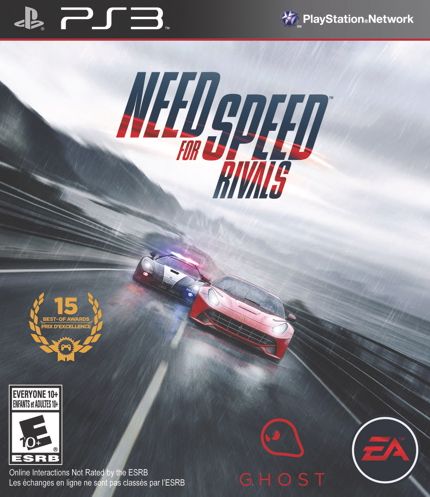 PS3
PlayStation®Network
NEED
FOR SPEED™
RIVALS
15
BEST-OF AWARDS
PRIX D'EXCELLENCE
EVERYONE 10+
ENFANTS et ADULTES 10+
E
10+
ESRB
Online Interactions Not Rated by the ESRB
Les échanges en ligne ne sont pas classés par l'ESRB
GHOST
EA